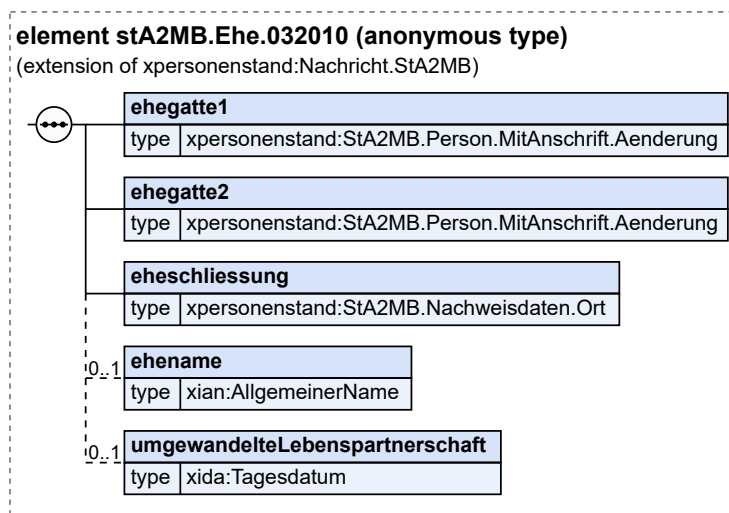 element stA2MB.Ehe.032010 (anonymous type)
(extension of xpersonenstand:Nachricht.StA2MB)
ehegatte1
type xpersonenstand:StA2MB.Person.MitAnschrift.Aenderung
ehegatte2
type xpersonenstand:StA2MB.Person.MitAnschrift.Aenderung
eheschliessung
type xpersonenstand:StA2MB.Nachweisdaten.Ort
0..1 ehename
type xian:AllgemeinerName
0..1 umgewandelteLebenspartnerschaft
type xida:Tagesdatum